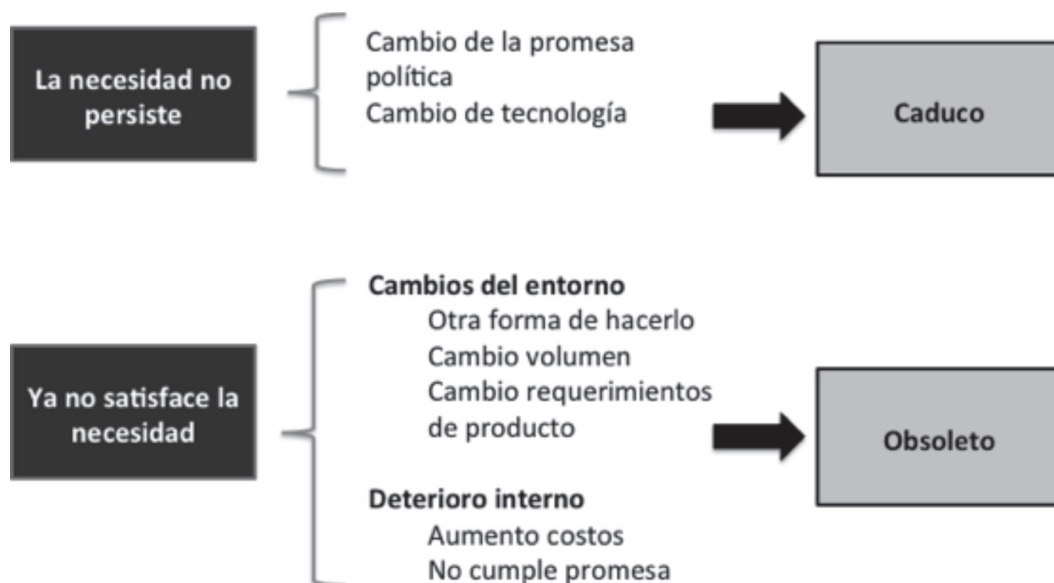 La necesidad no
persiste
Cambio de la promesa
política
Cambio de tecnología
Caduco
Ya no satisface la
necesidad
Cambios del entorno
Otra forma de hacerlo
Cambio volumen
Cambio requerimientos
de producto
Deterioro interno
Aumento costos
No cumple promesa
Obsoleto